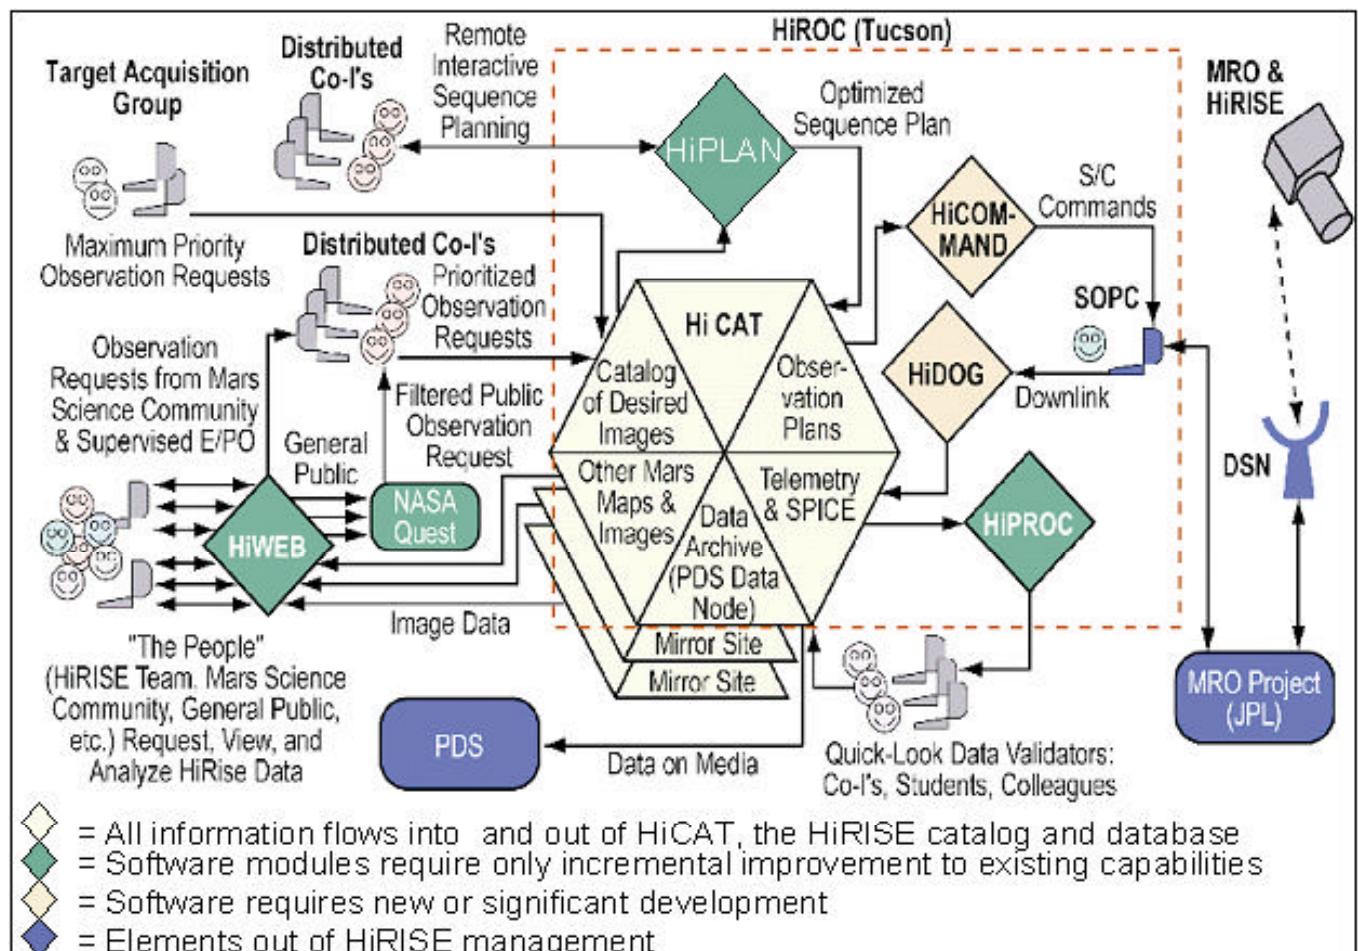 HiROC (Tucson)
Target Acquisition
Group
Distributed
Co-I's
Remote
Interactive
Sequence
Planning
HiPLAN
Optimized
Sequence Plan
MRO &
HiRISE
Maximum Priority
Observation Requests
Distributed Co-I's
Prioritized
Observation
Requests
HiCOM-
MAND
S/C
Commands
SOPC
HiDOG
Downlink
Observation
Requests from Mars
Science Community
& Supervised E/PO
General
Public
Filtered Public
Observation
Request
NASA
Quest
HiWEB
Hi CAT
Catalog
of Desired
Images
Obser-
vation
Plans
Other Mars
Maps &
Images
Data
Archive
(PDS Data
Node)
Telemetry
& SPICE
HiPROC
DSN
Image Data
Mirror Site
Mirror Site
"The People"
(HiRISE Team, Mars Science
Community, General Public,
etc.) Request, View, and
Analyze HiRise Data
PDS
Data on Media
Quick-Look Data Validators:
Co-I's, Students, Colleagues
MRO Project
(JPL)
= All information flows into and out of HiCAT, the HiRISE catalog and database
= Software modules require only incremental improvement to existing capabilities
= Software requires new or significant development
= Elements out of HiRISE management